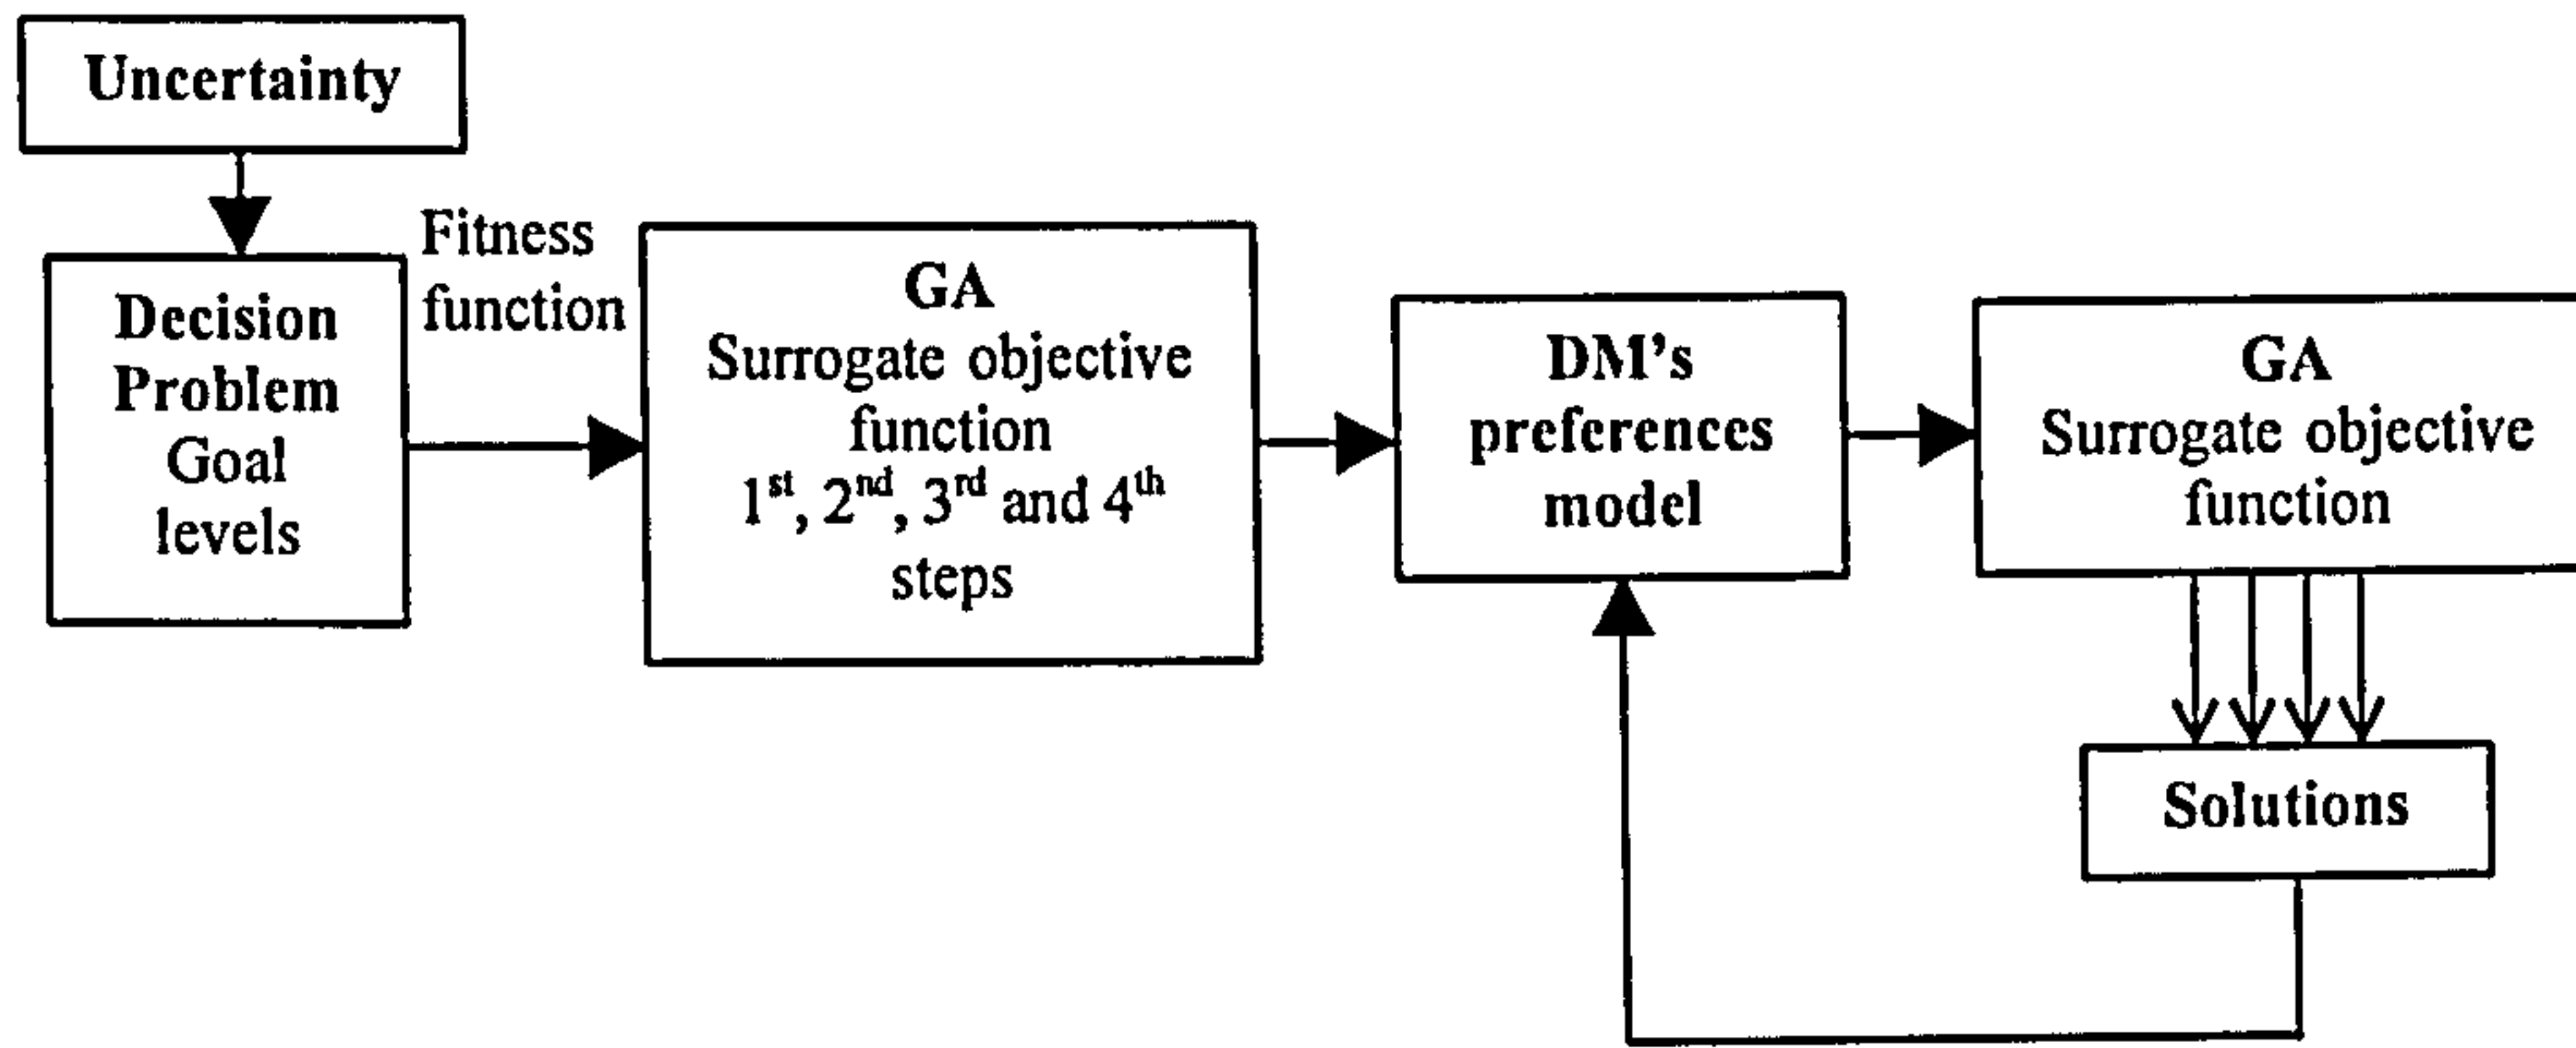 Uncertainty
Decision
Problem
Goal
levels
Fitness
function
GA
Surrogate objective
function
1st, 2nd, 3rd and 4th
steps
DM's
preferences
model
GA
Surrogate objective
function
Solutions